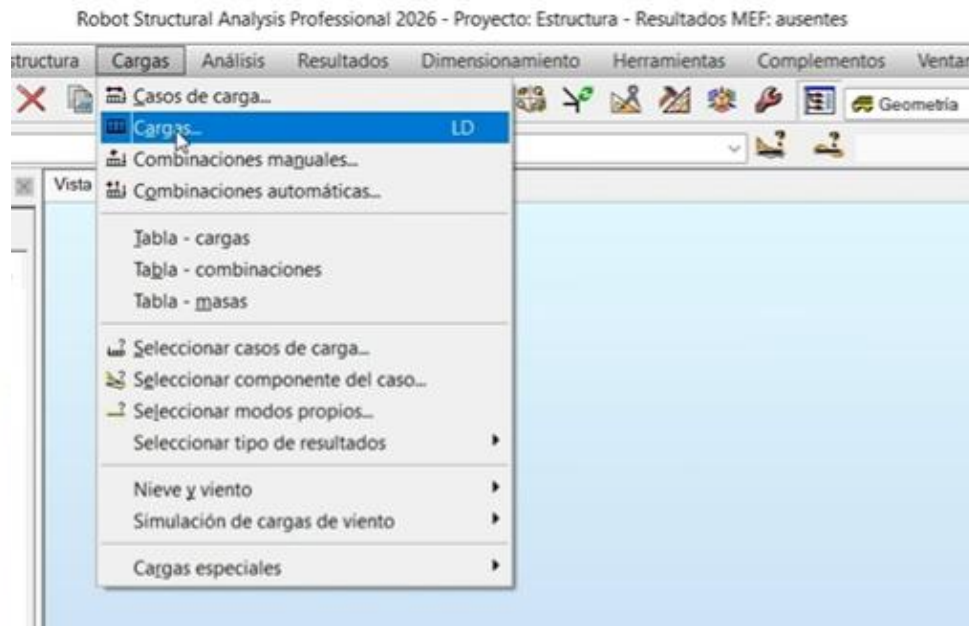 Robot Structural Analysis Professional 2026 - Proyecto: Estructura - Resultados MEF: ausentes
structura Cargas Análisis Resultados Dimensionamiento Herramientas Complementos Ventan
Geometría
Casos de carga...
Cargas... LD
Combinaciones manuales...
Combinaciones automáticas...
Vista
Tabla - cargas
Tabla - combinaciones
Tabla - masas
Seleccionar casos de carga...
Seleccionar componente del caso...
Seleccionar modos propios...
Seleccionar tipo de resultados
Nieve y viento
Simulación de cargas de viento
Cargas especiales